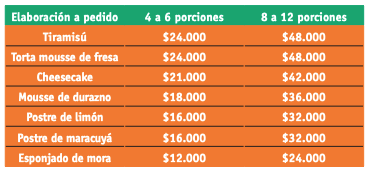 Elaboración a pedido 4 a 6 porciones 8 a 12 porciones
Tiramisú $24.000 $48.000
Torta mousse de fresa $24.000 $48.000
Cheesecake $21.000 $42.000
Mousse de durazno $18.000 $36.000
Postre de limón $16.000 $32.000
Postre de maracuyá $16.000 $32.000
Esponjado de mora $12.000 $24.000